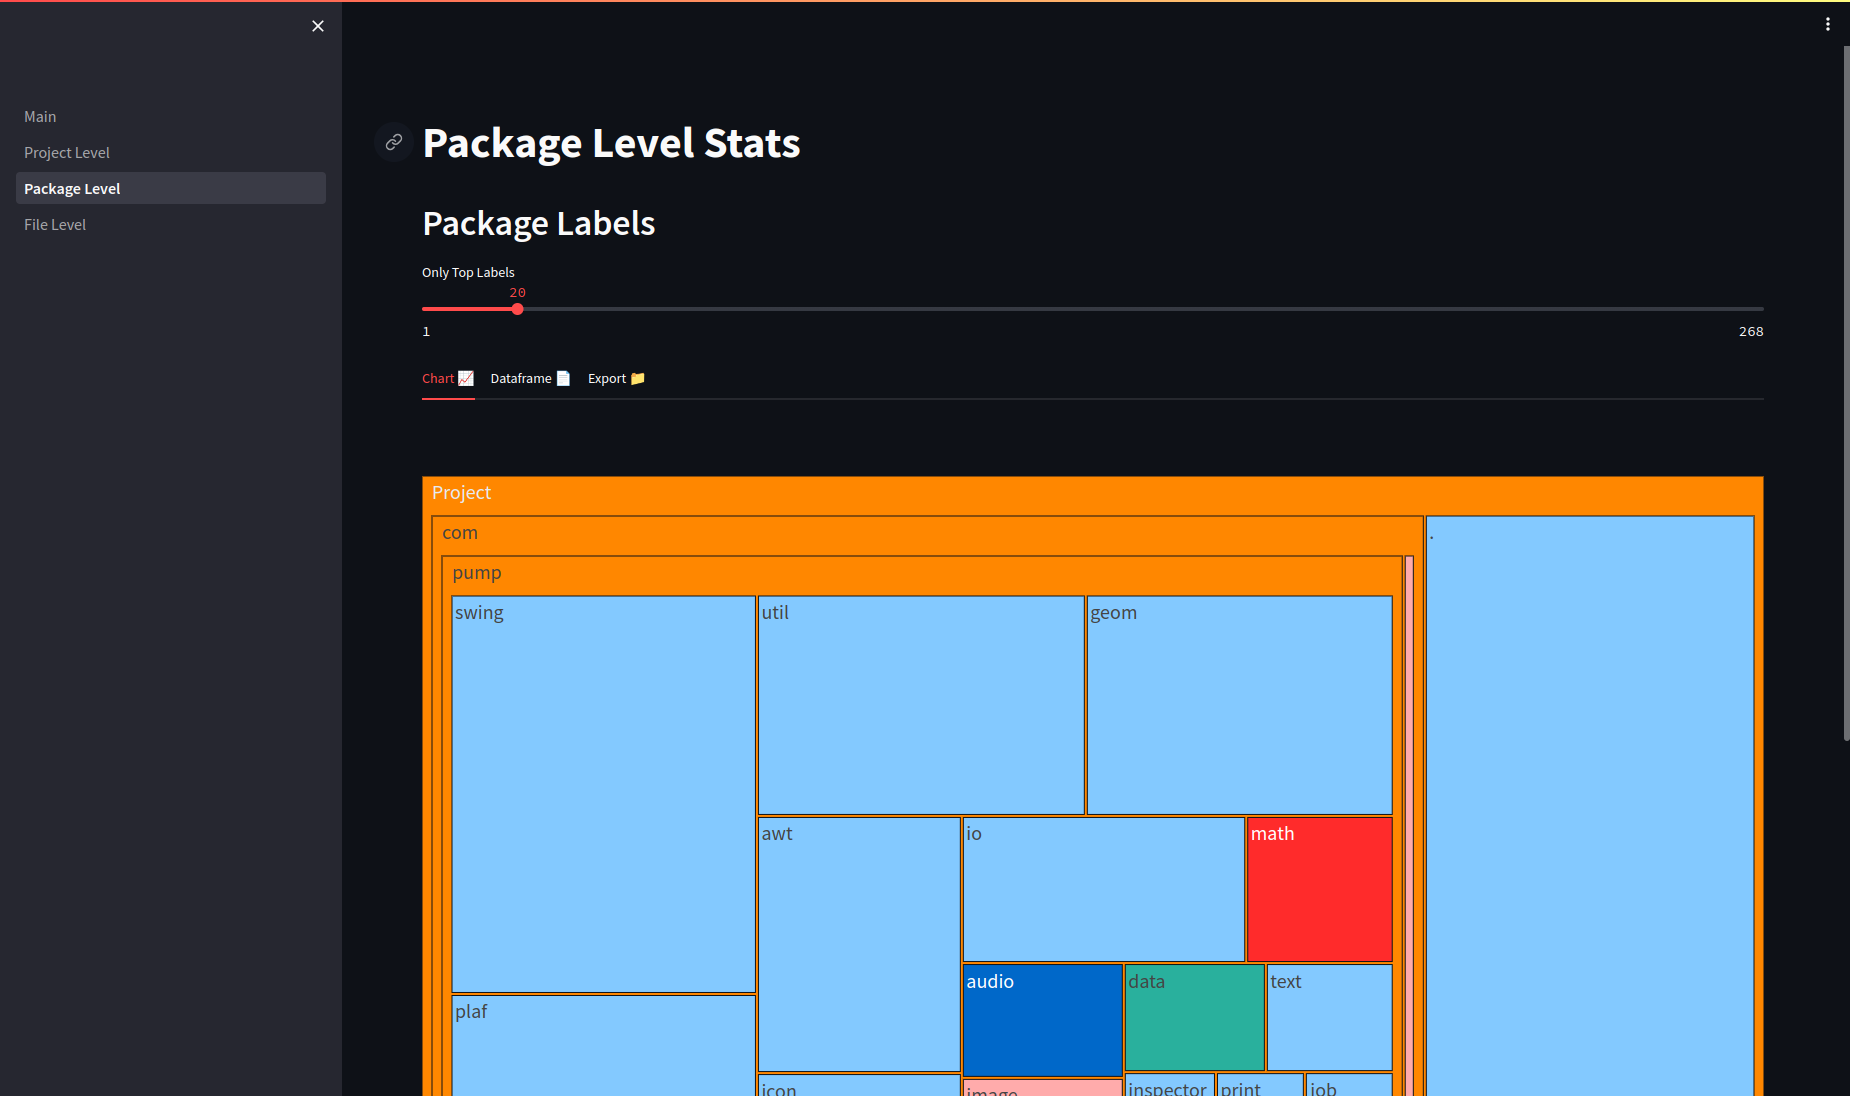 Main
Project Level
Package Level
File Level
Package Level Stats
Package Labels
Only Top Labels
20
1
268
Chart 📈
Dataframe 📄
Export 📁
Project
com
.
pump
swing
util
geom
awt
io
math
audio
data
text
plaf
icon
image
inspector
print
job